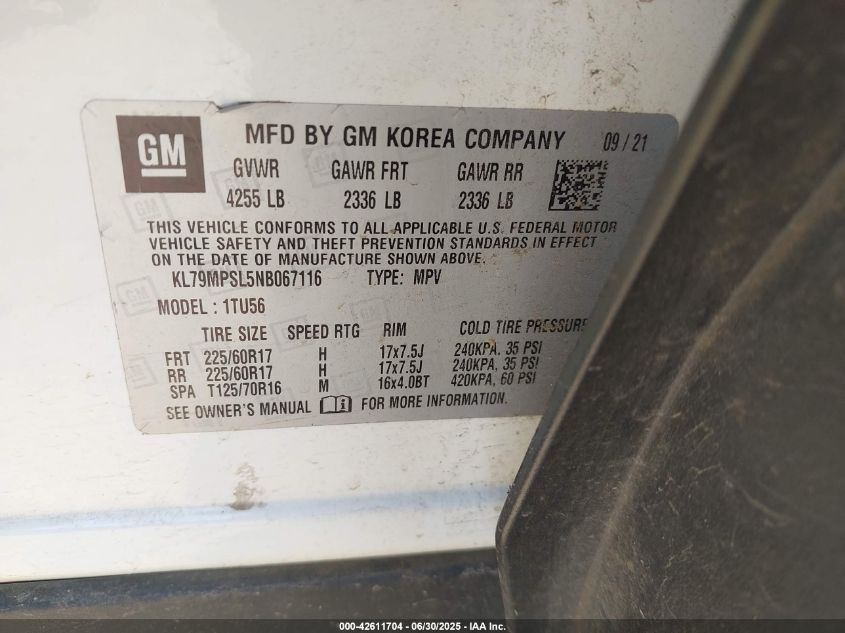 GM MFD BY GM KOREA COMPANY 09 / 21
GVWR GAWR FRT GAWR RR
4255 LB 2336 LB 2336 LB
THIS VEHICLE CONFORMS TO ALL APPLICABLE U.S. FEDERAL MOTOR
VEHICLE SAFETY AND THEFT PREVENTION STANDARDS IN EFFECT
ON THE DATE OF MANUFACTURE SHOWN ABOVE.
KL79MPSL5NB067116 TYPE: MPV
MODEL : 1TU56
TIRE SIZE SPEED RTG RIM COLD TIRE PRESSURE
FRT 225/60R17 H 17x7.5J 240KPA, 35 PSI
RR 225/60R17 H 17x7.5J 240KPA, 35 PSI
SPA T125/70R16 M 16x4.0BT 420KPA, 60 PSI
SEE OWNER'S MANUAL FOR MORE INFORMATION.
000-42611704 - 06/30/2025 - IAA Inc.